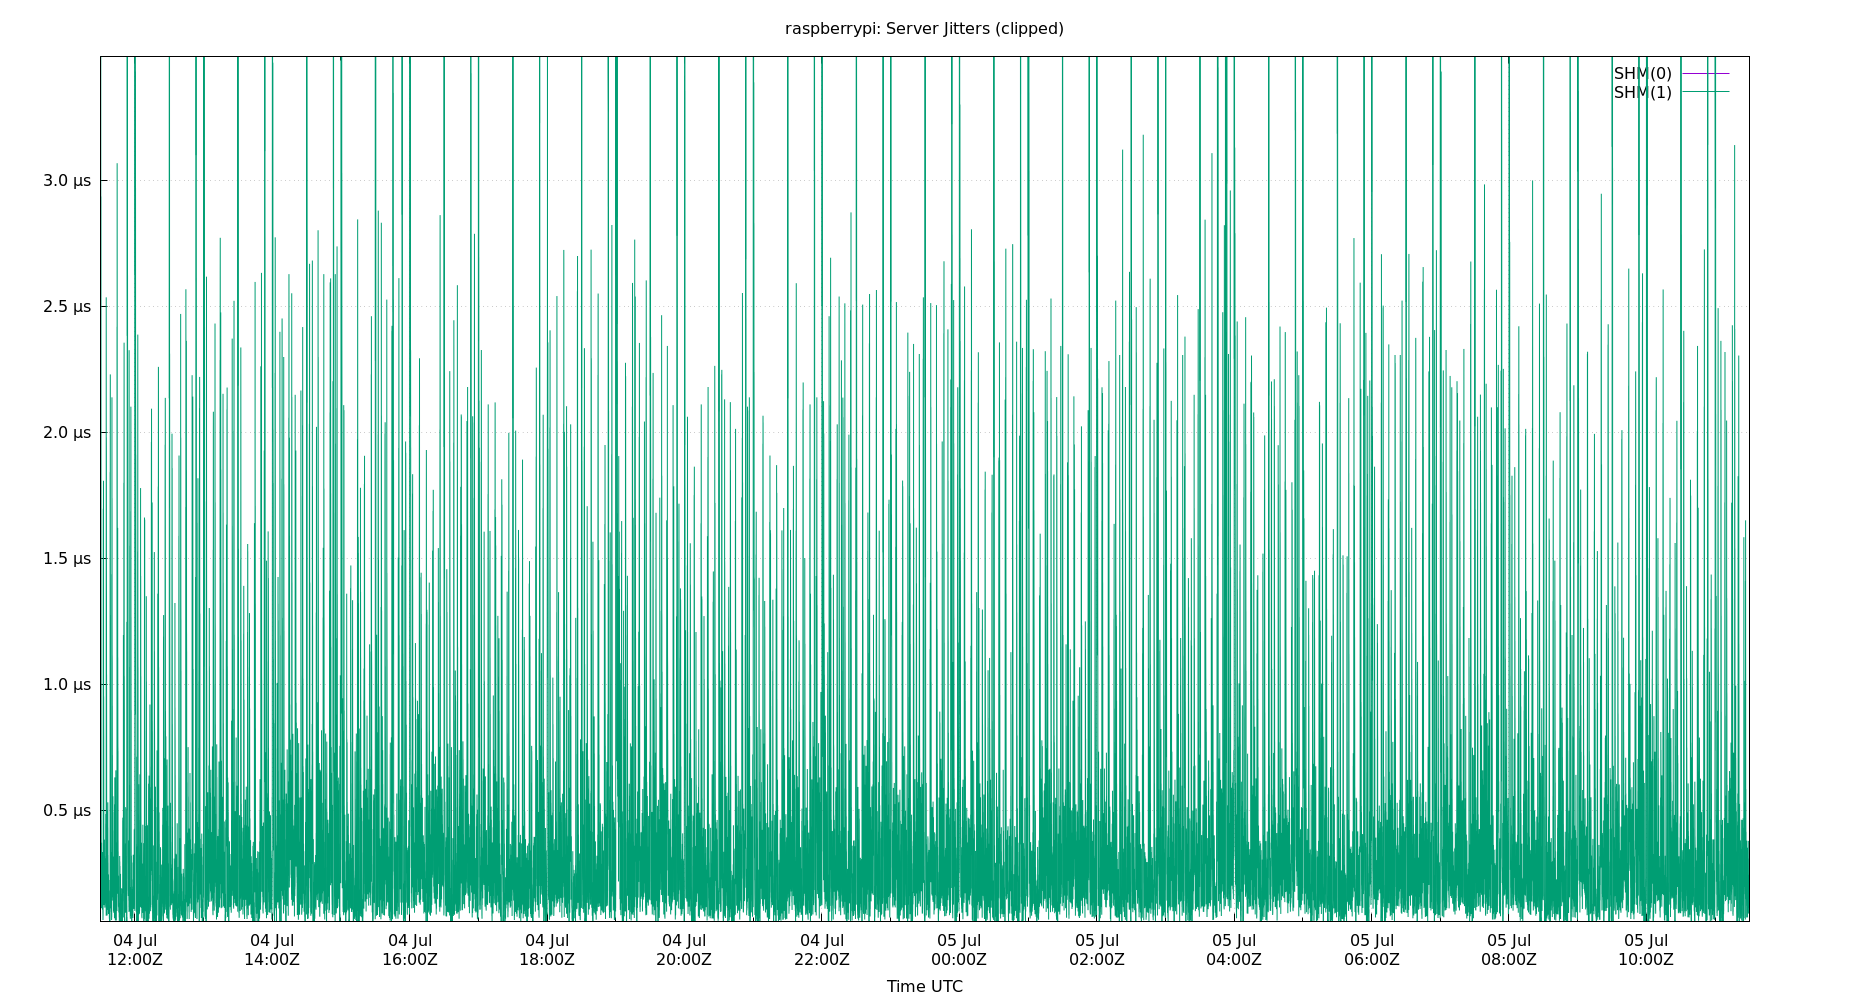 raspberrypi: Server Jitters (clipped)
SHM(0)
SHM(1)
3.0 µs
2.5 µs
2.0 µs
1.5 µs
1.0 µs
0.5 µs
04 Jul 04 Jul 04 Jul 04 Jul 04 Jul 04 Jul 05 Jul 05 Jul 05 Jul 05 Jul 05 Jul 05 Jul
12:00Z 14:00Z 16:00Z 18:00Z 20:00Z 22:00Z 00:00Z 02:00Z 04:00Z 06:00Z 08:00Z 10:00Z
Time UTC